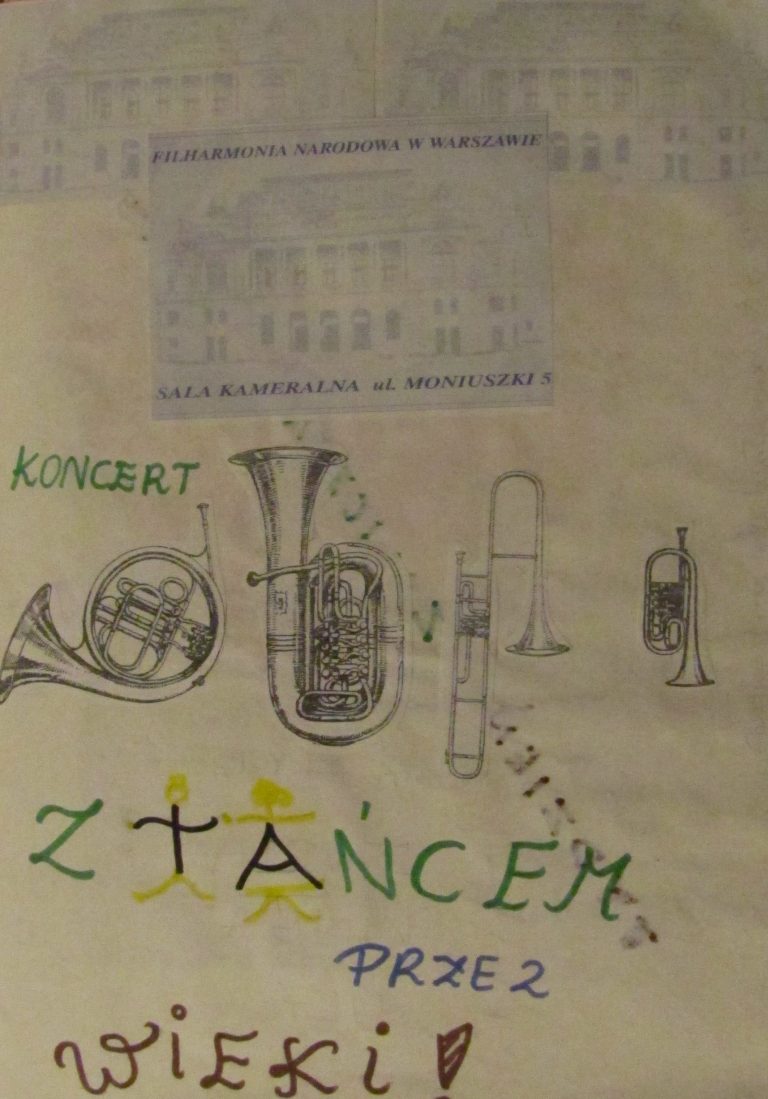 FILHARMONIA NARODOWA W WARSZAWIE
SALA KAMERALNA ul. MONIUSZKI 5
KONCERT
Z TAŃCEM
PRZEZ
WIEKI!